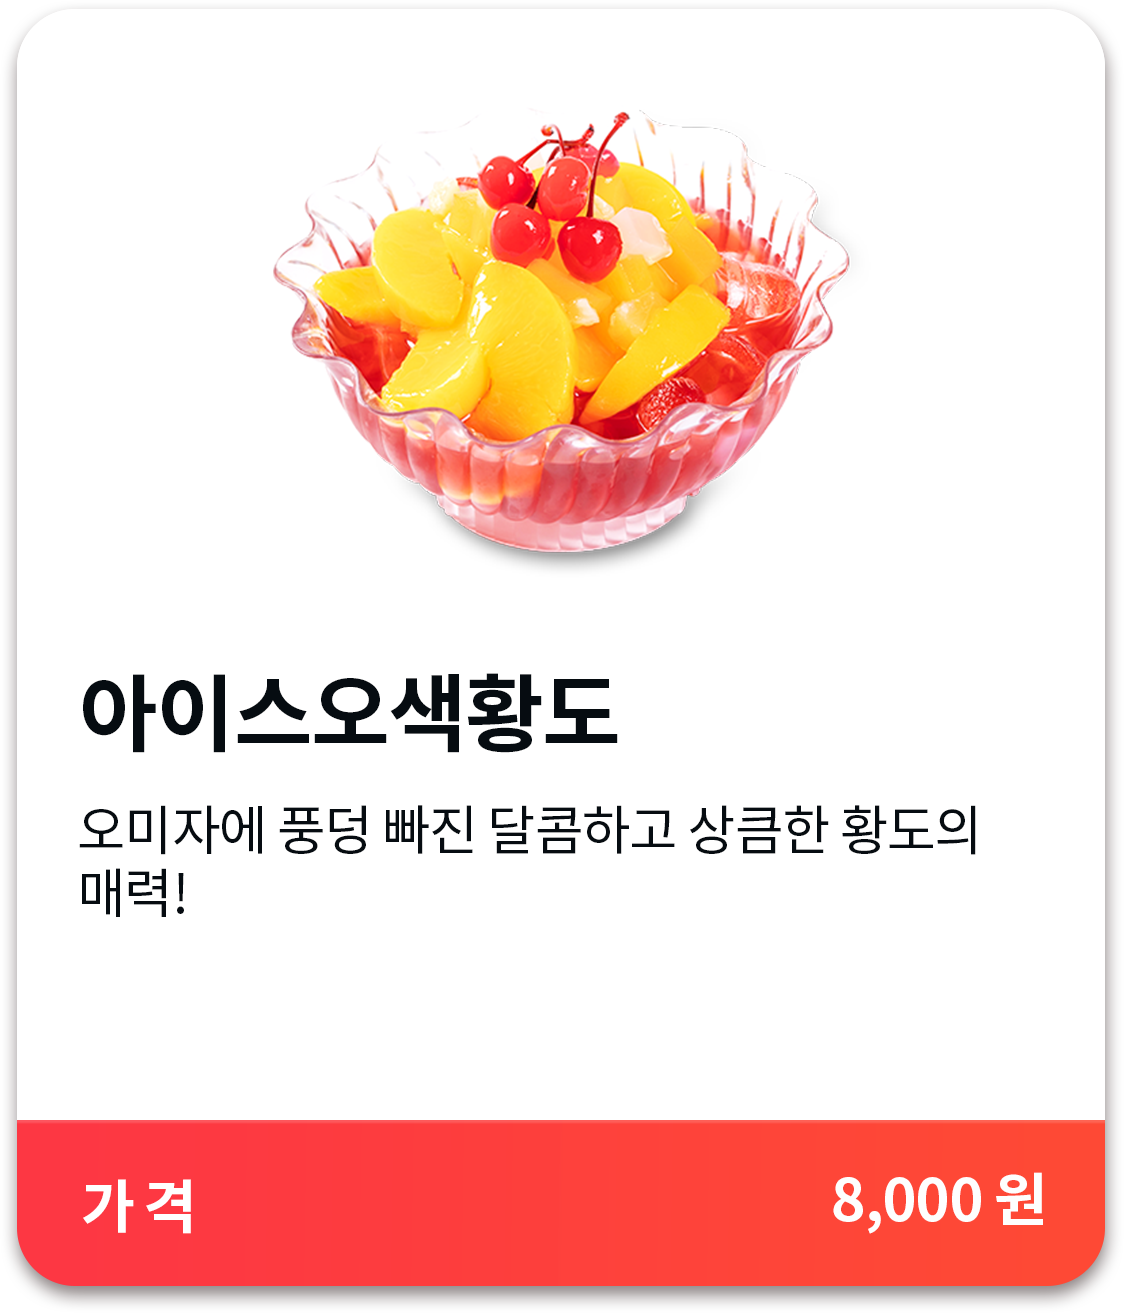 아이스오색황도
오미자에 풍덩 빠진 달콤하고 상큼한 황도의
매력!
가 격
8,000 원